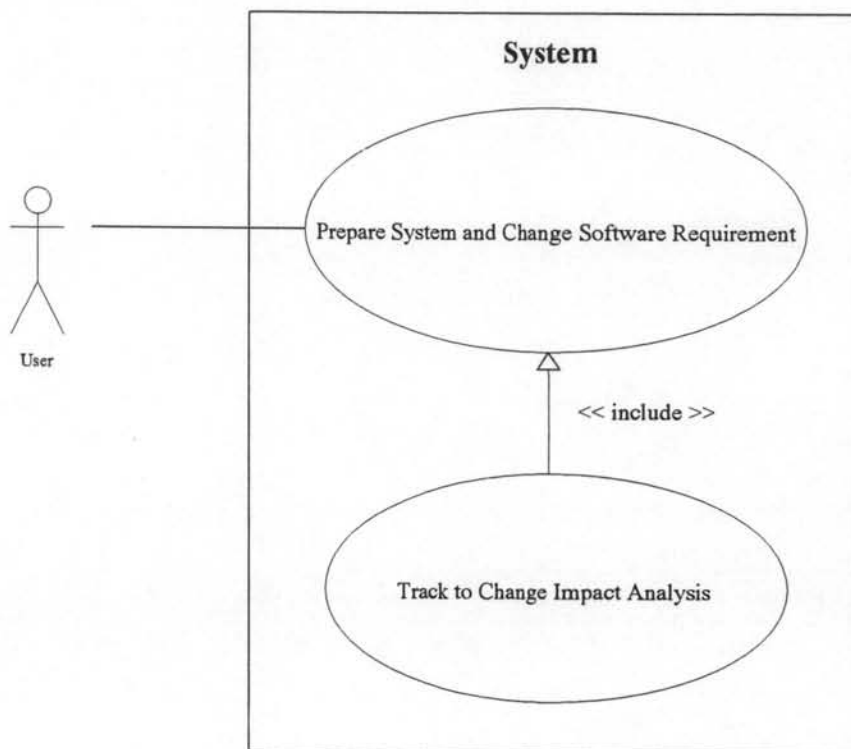 System
Prepare System and Change Software Requirement
User
<< include >>
Track to Change Impact Analysis